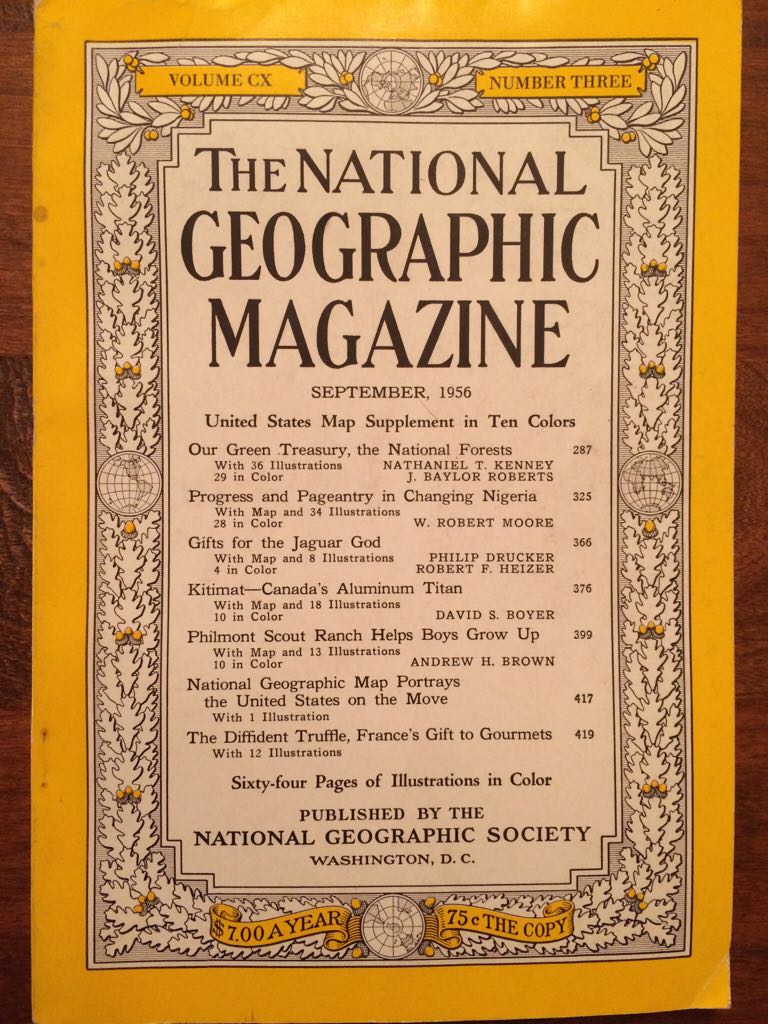 VOLUME CX
NUMBER THREE
THE NATIONAL
GEOGRAPHIC
MAGAZINE
SEPTEMBER, 1956
United States Map Supplement in Ten Colors
Our Green Treasury, the National Forests 287
With 36 Illustrations NATHANIEL T. KENNEY
29 in Color J. BAYLOR ROBERTS
Progress and Pageantry in Changing Nigeria 325
With Map and 34 Illustrations
28 in Color W. ROBERT MOORE
Gifts for the Jaguar God 366
With Map and 8 Illustrations PHILIP DRUCKER
4 in Color ROBERT F. HEIZER
Kitimat—Canada's Aluminum Titan 376
With Map and 18 Illustrations
10 in Color DAVID S. BOYER
Philmont Scout Ranch Helps Boys Grow Up 399
With Map and 13 Illustrations
10 in Color ANDREW H. BROWN
National Geographic Map Portrays
the United States on the Move 417
With 1 Illustration
The Diffident Truffle, France's Gift to Gourmets 419
With 12 Illustrations
Sixty-four Pages of Illustrations in Color
PUBLISHED BY THE
NATIONAL GEOGRAPHIC SOCIETY
WASHINGTON, D. C.
$7.00 A YEAR
75c THE COPY